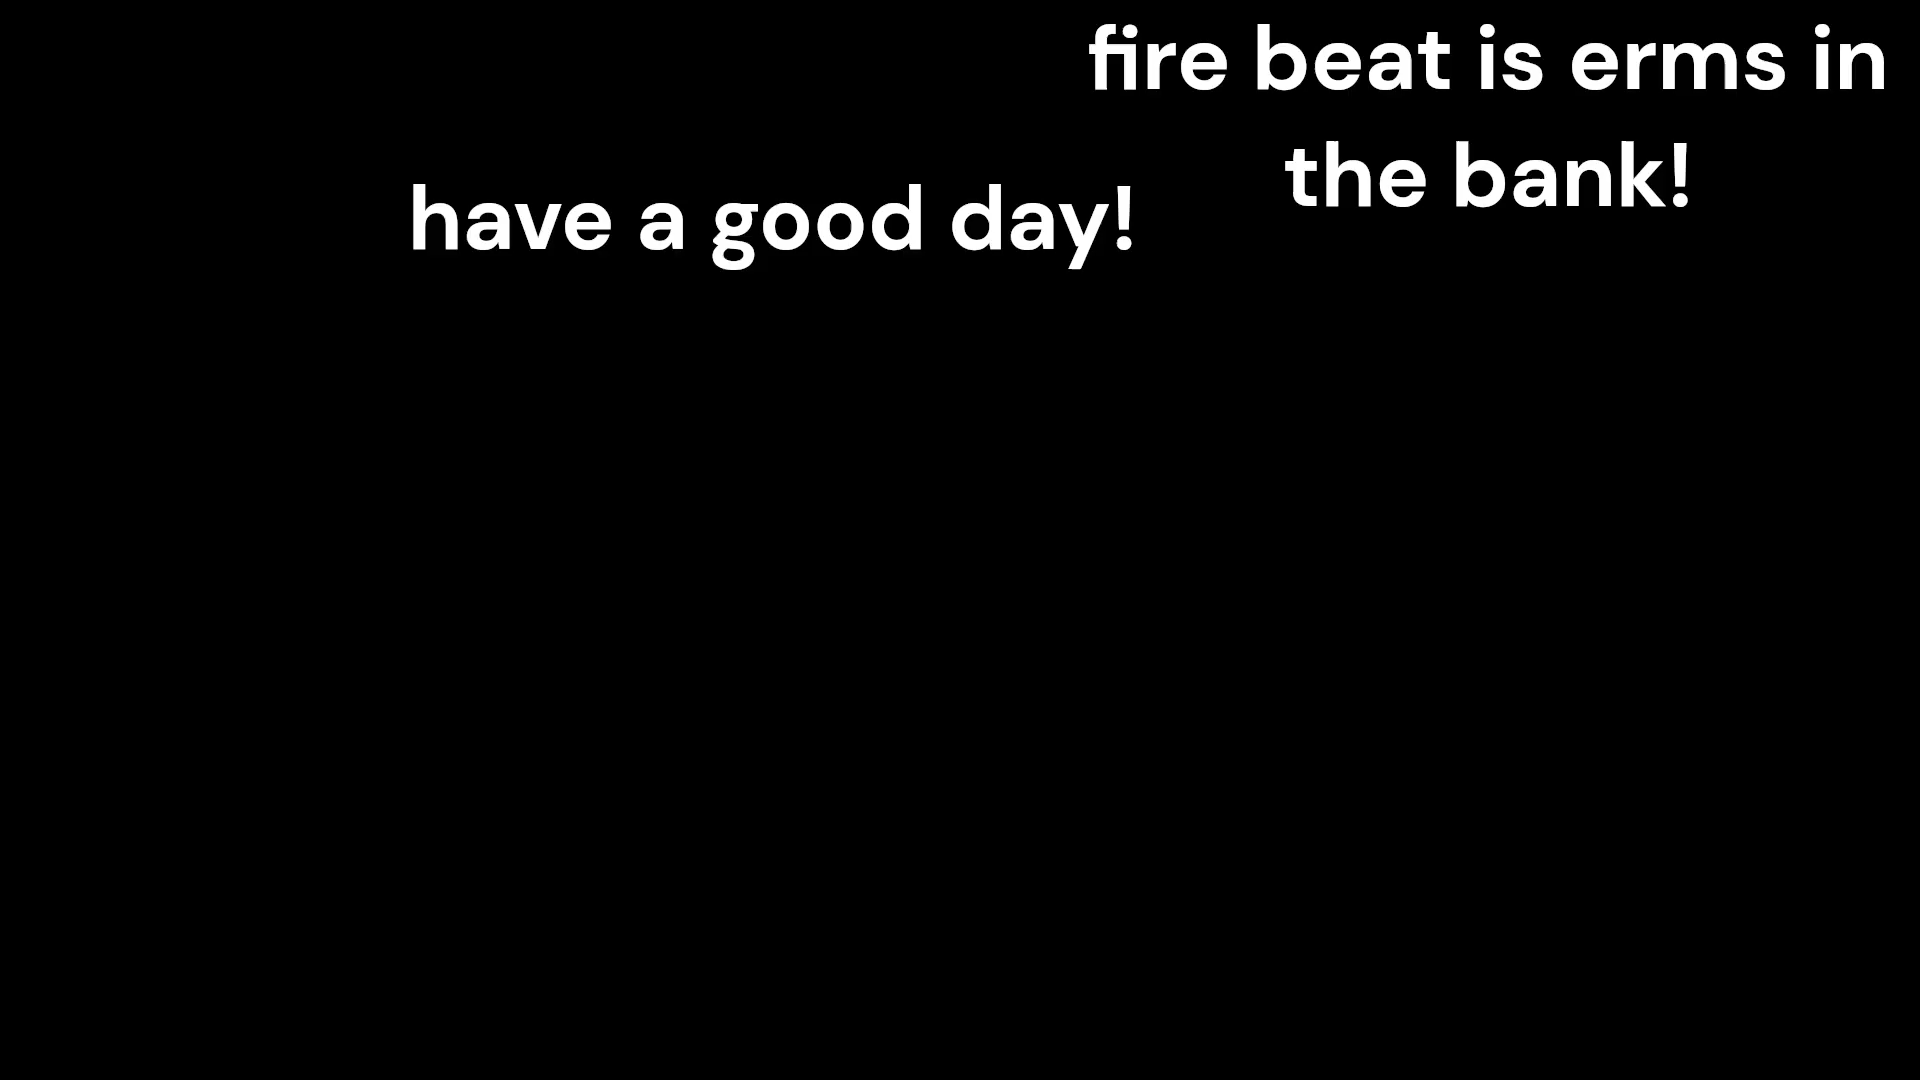 fire beat is erms in
the bank!
have a good day!